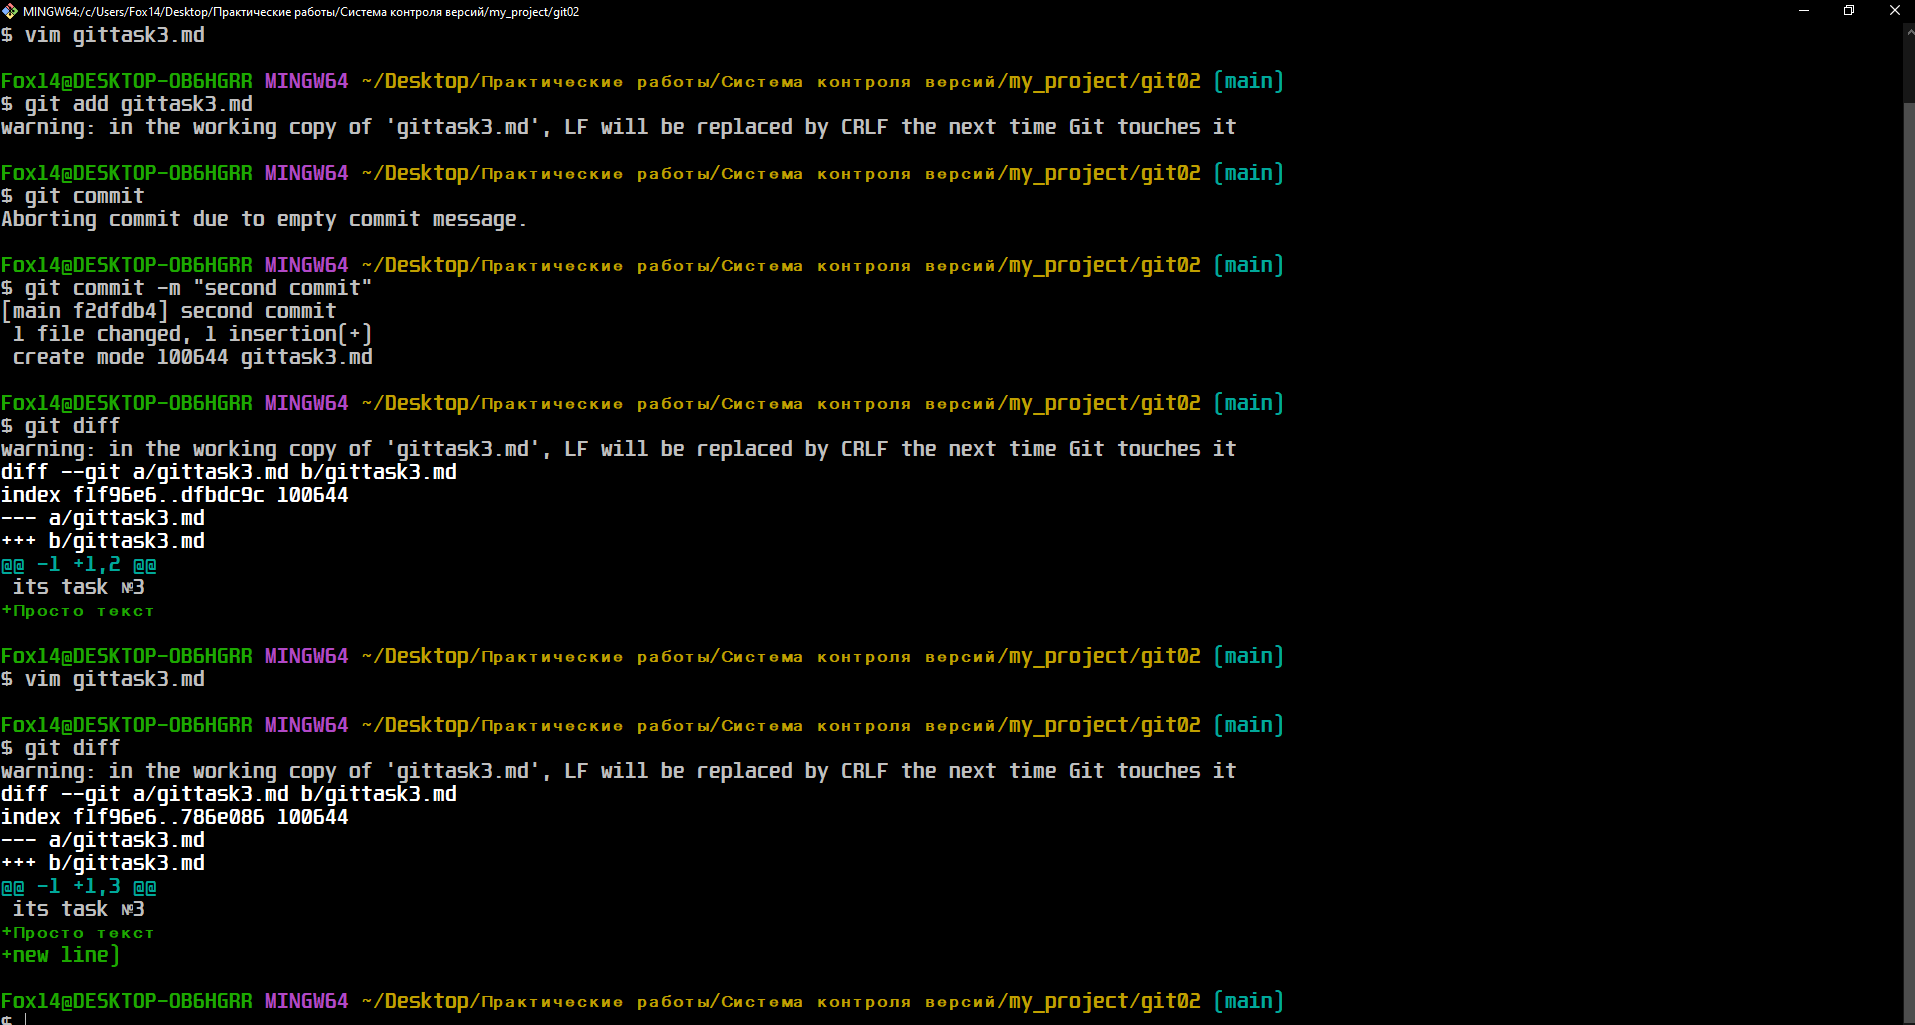 MINGW64:/c/Users/Fox14/Desktop/Практические работы/Система контроля версий/my_project/git02
$ vim gittask3.md
Fox14@DESKTOP-OB6HGRR MINGW64 ~/Desktop/Практические работы/Система контроля версий/my_project/git02 (main)
$ git add gittask3.md
warning: in the working copy of 'gittask3.md', LF will be replaced by CRLF the next time Git touches it
Fox14@DESKTOP-OB6HGRR MINGW64 ~/Desktop/Практические работы/Система контроля версий/my_project/git02 (main)
$ git commit
Aborting commit due to empty commit message.
Fox14@DESKTOP-OB6HGRR MINGW64 ~/Desktop/Практические работы/Система контроля версий/my_project/git02 (main)
$ git commit -m "second commit"
[main f2dfdb4] second commit
 1 file changed, 1 insertion(+)
 create mode 100644 gittask3.md
Fox14@DESKTOP-OB6HGRR MINGW64 ~/Desktop/Практические работы/Система контроля версий/my_project/git02 (main)
$ git diff
warning: in the working copy of 'gittask3.md', LF will be replaced by CRLF the next time Git touches it
diff --git a/gittask3.md b/gittask3.md
index f1f96e6..dfbdc9c 100644
--- a/gittask3.md
+++ b/gittask3.md
@@ -1 +1,2 @@
 its task №3
+Просто текст
Fox14@DESKTOP-OB6HGRR MINGW64 ~/Desktop/Практические работы/Система контроля версий/my_project/git02 (main)
$ vim gittask3.md
Fox14@DESKTOP-OB6HGRR MINGW64 ~/Desktop/Практические работы/Система контроля версий/my_project/git02 (main)
$ git diff
warning: in the working copy of 'gittask3.md', LF will be replaced by CRLF the next time Git touches it
diff --git a/gittask3.md b/gittask3.md
index f1f96e6..786e086 100644
--- a/gittask3.md
+++ b/gittask3.md
@@ -1 +1,3 @@
 its task №3
+Просто текст
+new line)
Fox14@DESKTOP-OB6HGRR MINGW64 ~/Desktop/Практические работы/Система контроля версий/my_project/git02 (main)
$